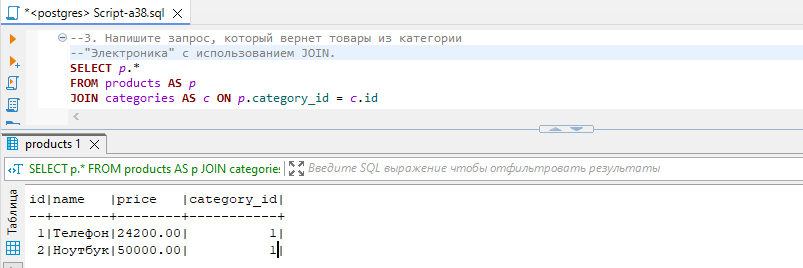 *<postgres> Script-a38.sql
--3. Напишите запрос, который вернет товары из категории
--"Электроника" с использованием JOIN.
SELECT p.*
FROM products AS p
JOIN categories AS c ON p.category_id = c.id
products 1
SELECT p.* FROM products AS p JOIN categorie
Введите SQL выражение чтобы отфильтровать результаты
Таблица
id|name   |price   |category_id|
--+-------+--------+-----------+
 1|Телефон|24200.00|          1|
 2|Ноутбук|50000.00|          1|